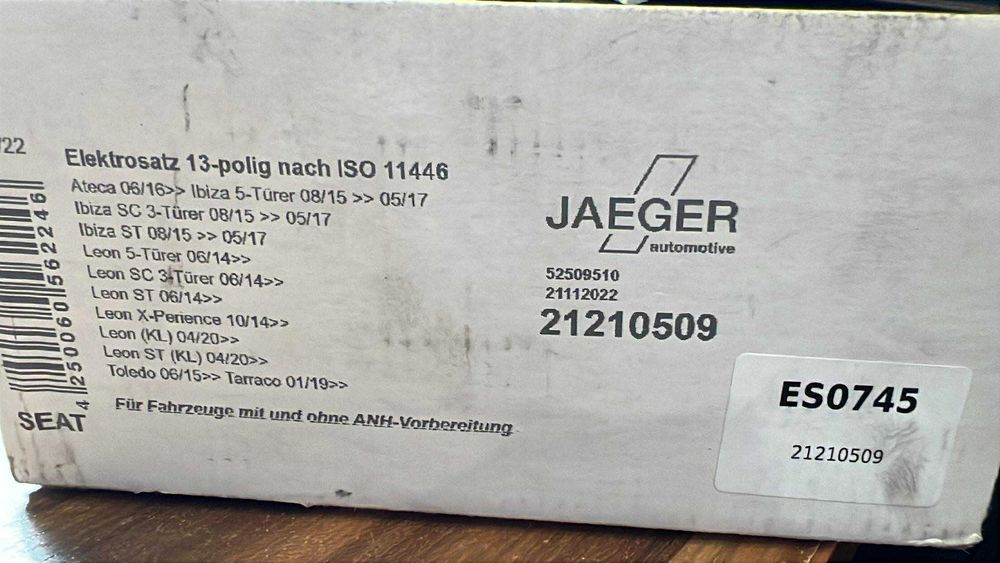 /22
Elektrosatz 13-polig nach ISO 11446
Ateca 06/16>> Ibiza 5-Türer 08/15 >> 05/17
Ibiza SC 3-Türer 08/15 >> 05/17
Ibiza ST 08/15 >> 05/17
Leon 5-Türer 06/14>>
Leon SC 3-Türer 06/14>>
Leon ST 06/14>>
Leon X-Perience 10/14>>
Leon (KL) 04/20>>
Leon ST (KL) 04/20>>
Toledo 06/15>> Tarraco 01/19>>
Für Fahrzeuge mit und ohne ANH-Vorbereitung
4 250060 562246
SEAT
JAEGER
automotive
52509510
21112022
21210509
ES0745
21210509